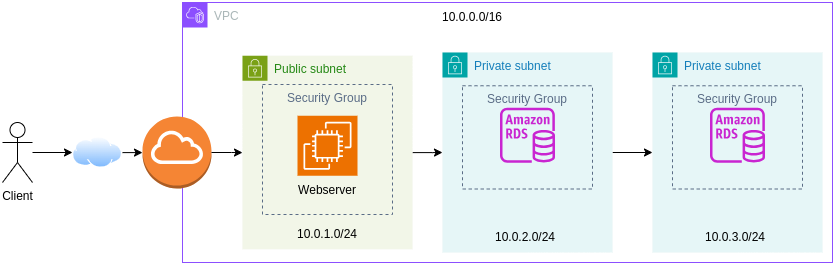 VPC
10.0.0.0/16
Public subnet
Private subnet
Private subnet
Security Group
Security Group
Security Group
Amazon
RDS
Amazon
RDS
Webserver
Client
10.0.1.0/24
10.0.2.0/24
10.0.3.0/24